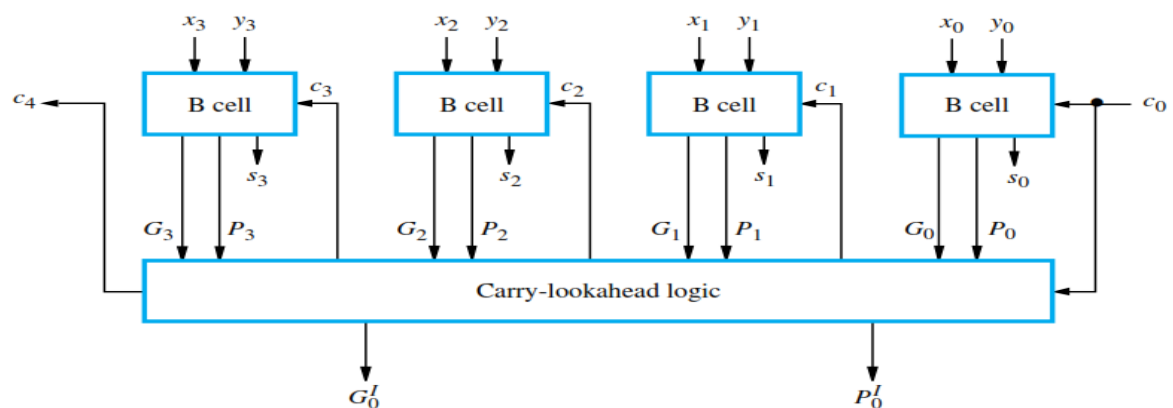 x₃ y₃ x₂ y₂ x₁ y₁ x₀ y₀
c₄ B cell c₃ B cell c₂ B cell c₁ B cell c₀
s₃ s₂ s₁ s₀
G₃ P₃ G₂ P₂ G₁ P₁ G₀ P₀
Carry-lookahead logic
G₀ᴵ P₀ᴵ